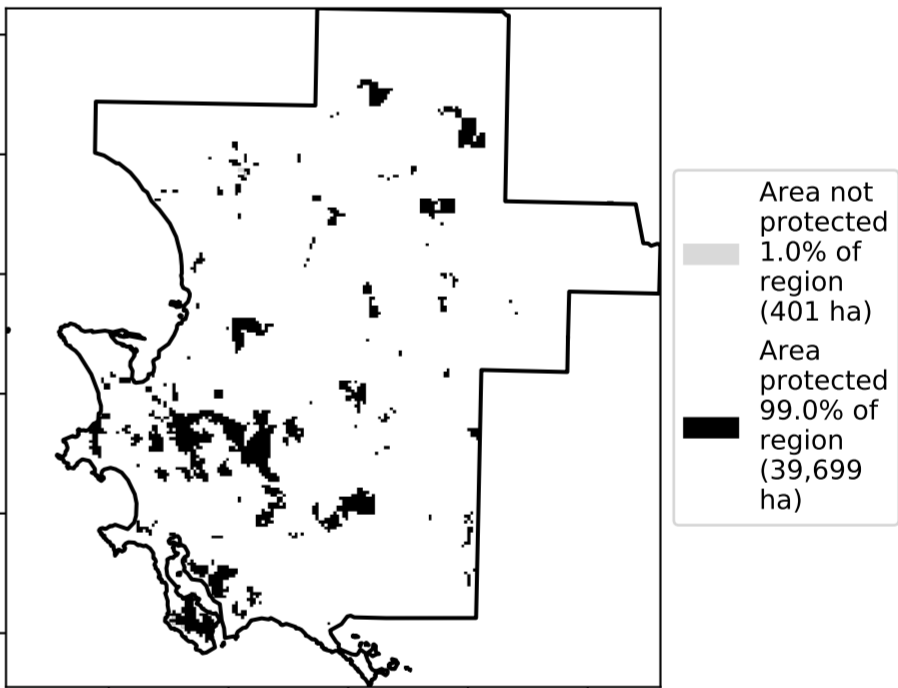 Area not
protected
1.0% of
region
(401 ha)
Area
protected
99.0% of
region
(39,699
ha)